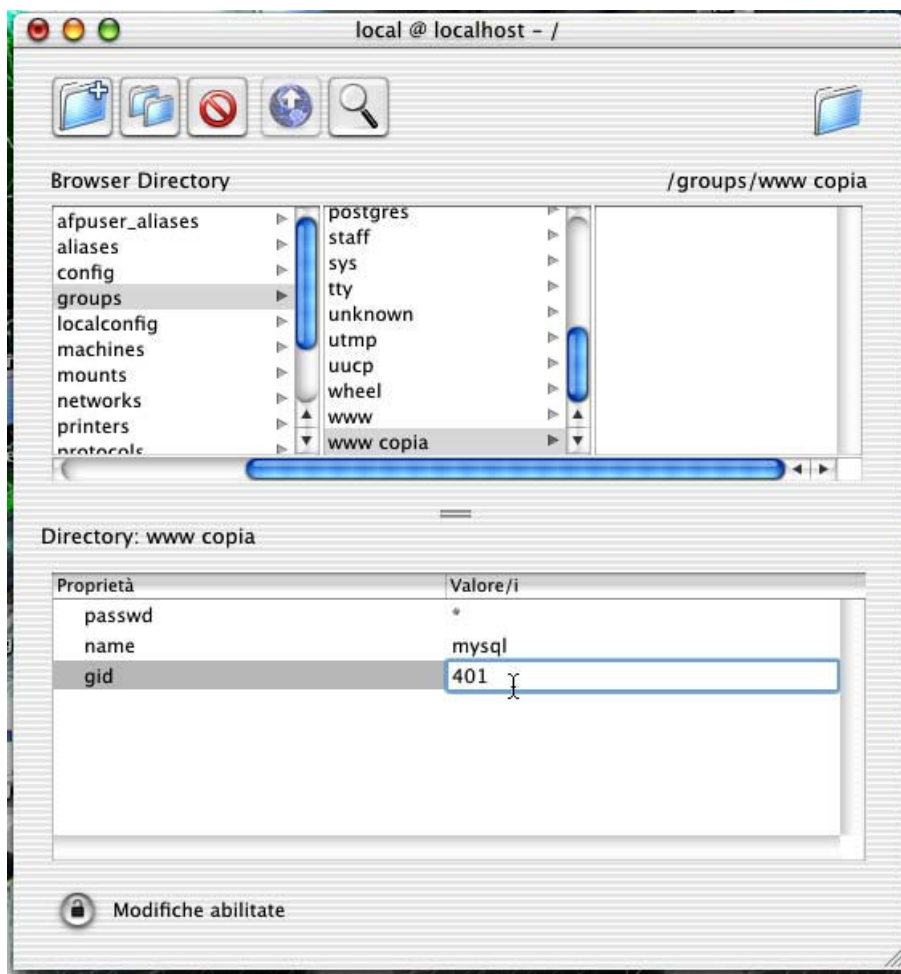 local @ localhost – /
Browser Directory
/groups/www copia
afpuser_aliases
aliases
config
groups
localconfig
machines
mounts
networks
printers
protocols
postgres
staff
sys
tty
unknown
utmp
uucp
wheel
www
www copia
Directory: www copia
Proprietà Valore/i
passwd *
name mysql
gid 401
Modifiche abilitate